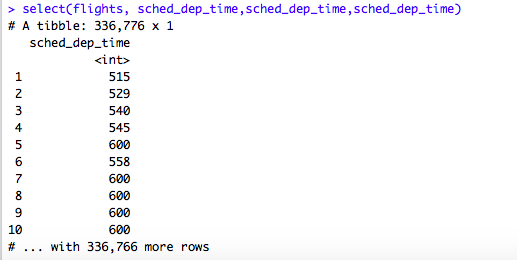 > select(flights, sched_dep_time,sched_dep_time,sched_dep_time)
# A tibble: 336,776 x 1
sched_dep_time
<int>
1 515
2 529
3 540
4 545
5 600
6 558
7 600
8 600
9 600
10 600
# ... with 336,766 more rows